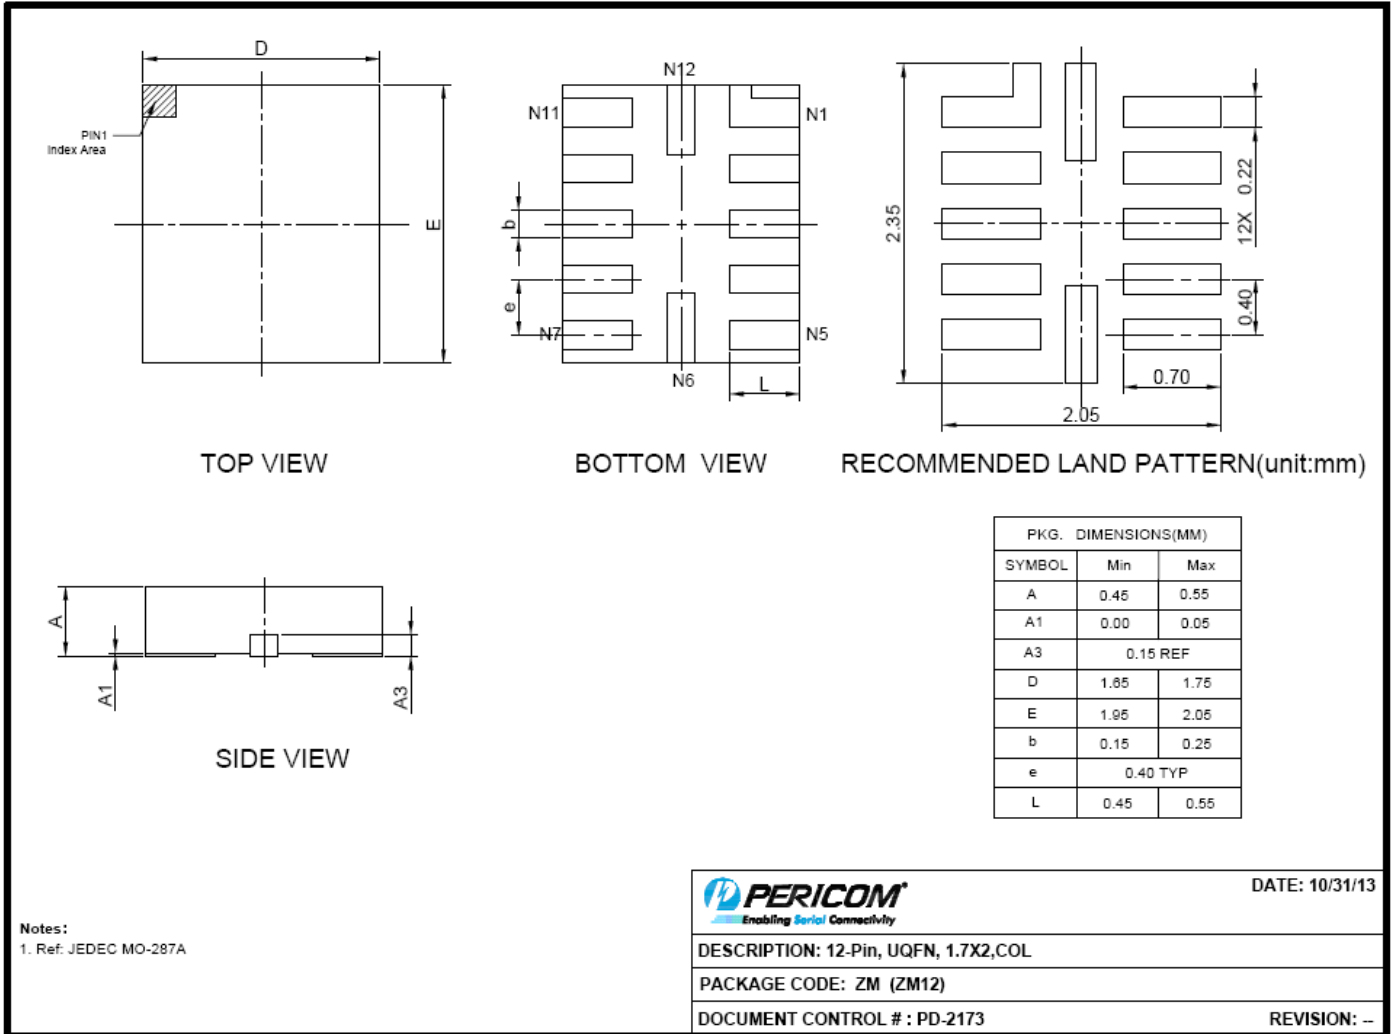 D
PIN1
Index Area
E
TOP VIEW
N12
N11
N1
b
e
N7
N5
N6
L
BOTTOM VIEW
2.35
12X 0.22
0.40
0.70
2.05
RECOMMENDED LAND PATTERN(unit:mm)
A
A1
A3
SIDE VIEW
PKG. DIMENSIONS(MM)
SYMBOL Min Max
A 0.45 0.55
A1 0.00 0.05
A3 0.15 REF
D 1.65 1.75
E 1.95 2.05
b 0.15 0.25
e 0.40 TYP
L 0.45 0.55
Notes:
1. Ref: JEDEC MO-287A
PERICOM
Enabling Serial Connectivity
DATE: 10/31/13
DESCRIPTION: 12-Pin, UQFN, 1.7X2,COL
PACKAGE CODE: ZM (ZM12)
DOCUMENT CONTROL # : PD-2173
REVISION: --